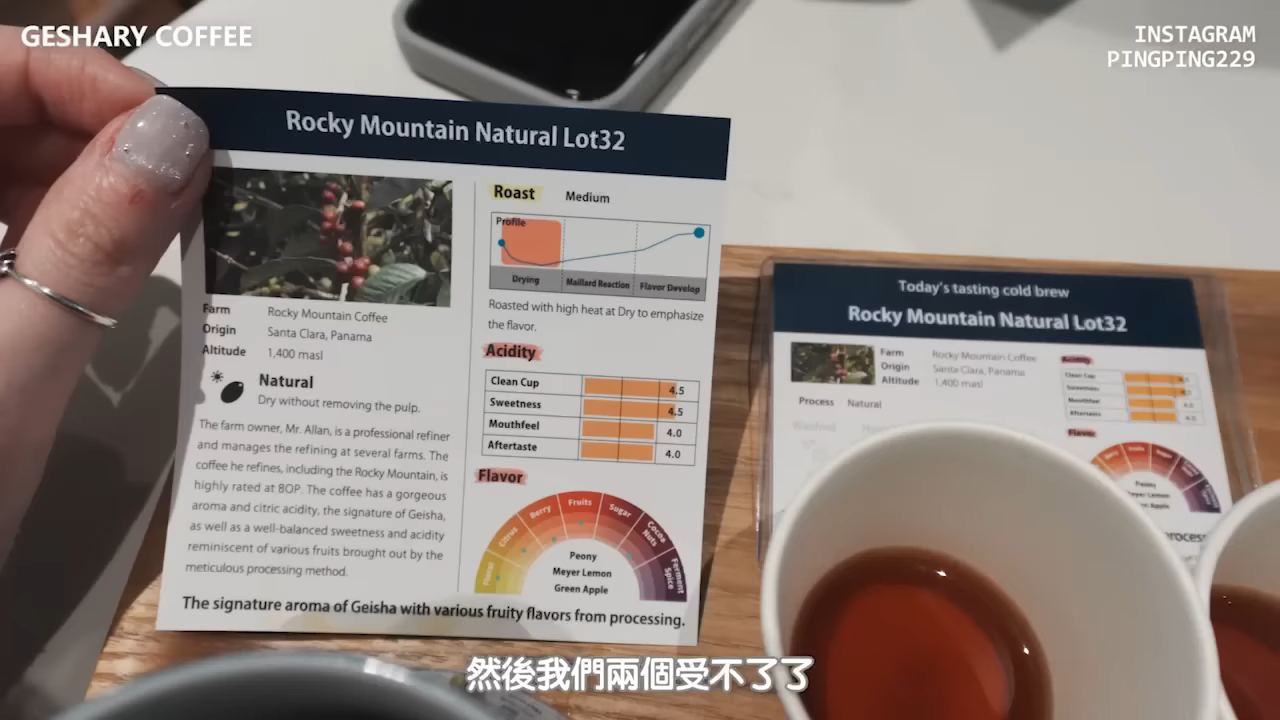 GESHARY COFFEE
INSTAGRAM
PINGPING229
Rocky Mountain Natural Lot32
Farm Rocky Mountain Coffee
Origin Santa Clara, Panama
Altitude 1,400 masl
Natural
Dry without removing the pulp.
The farm owner, Mr. Allan, is a professional refiner
and manages the refining at several farms. The
coffee he refines, including the Rocky Mountain, is
highly rated at BOP. The coffee has a gorgeous
aroma and citric acidity, the signature of Geisha,
as well as a well-balanced sweetness and acidity
reminiscent of various fruits brought out by the
meticulous processing method.
Roast Medium
Profile
Drying Maillard Reaction Flavor Develop
Roasted with high heat at Dry to emphasize
the flavor.
Acidity
Clean Cup 4.5
Sweetness 4.5
Mouthfeel 4.0
Aftertaste 4.0
Flavor
Floral Citrus Berry Fruits Sugar Cocoa Nuts Ferment Spice
Peony
Meyer Lemon
Green Apple
The signature aroma of Geisha with various fruity flavors from processing.
Today's tasting cold brew
Rocky Mountain Natural Lot32
Farm Rocky Mountain Coffee
Origin Santa Clara, Panama
Altitude 1,400 masl
Process Natural
Acidity
Clean Cup
Sweetness
Mouthfeel 4.0
Aftertaste 4.0
Flavor
Peony
Meyer Lemon
Apple
然後我們兩個受不了了